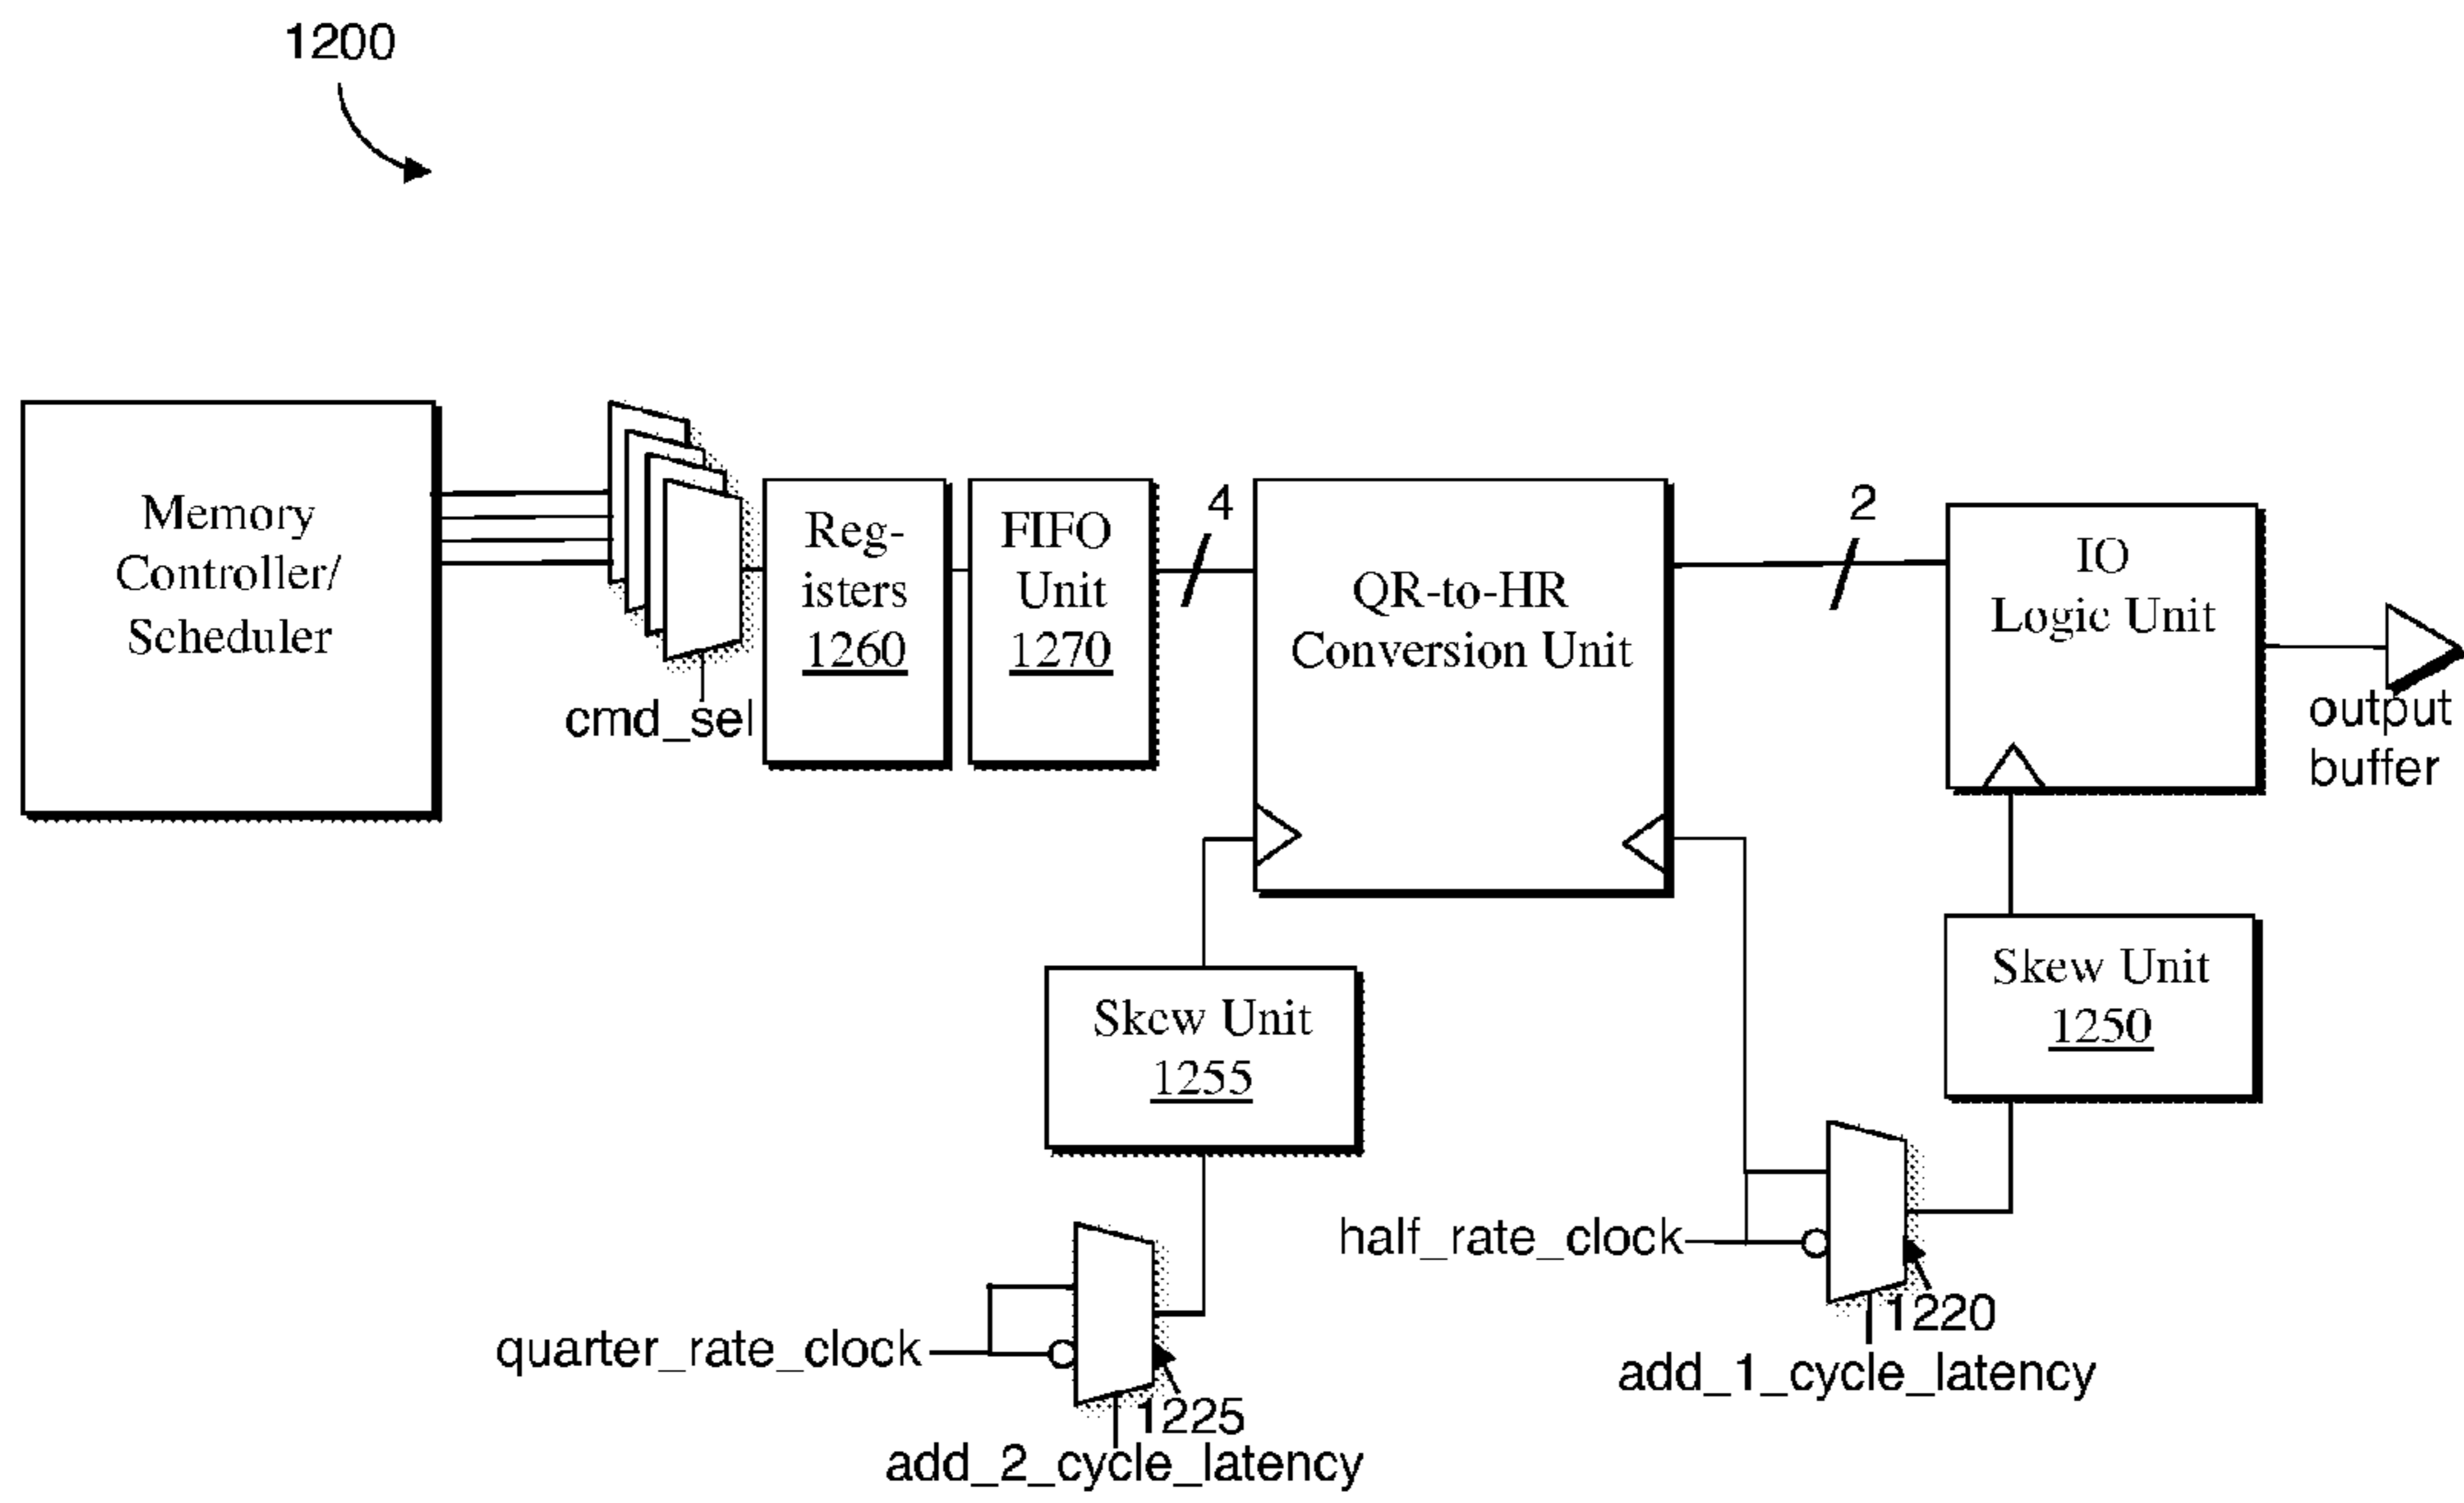 1200
Memory
Controller/
Scheduler
cmd_sel
Reg-
isters
1260
FIFO
Unit
1270
4
QR-to-HR
Conversion Unit
2
IO
Logic Unit
output
buffer
Skew Unit
1255
Skew Unit
1250
half_rate_clock
1220
add_1_cycle_latency
quarter_rate_clock
1225
add_2_cycle_latency